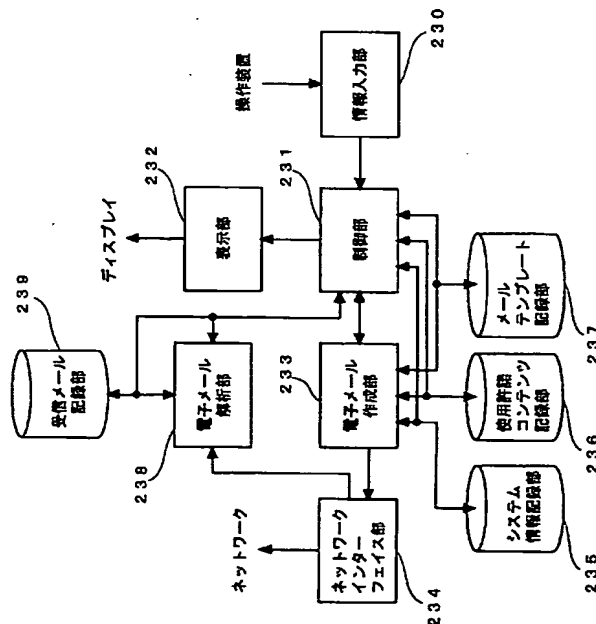 操作装置
情報入力部
230
ディスプレイ
232
表示部
231
制御部
239
受信メール
記録部
電子メール
解析部
238
233
電子メール
作成部
ネットワーク
ネットワーク
インター
フェイス部
234
メール
テンプレート
記録部
237
使用許諾
コンテンツ
記録部
236
システム
情報記録部
235